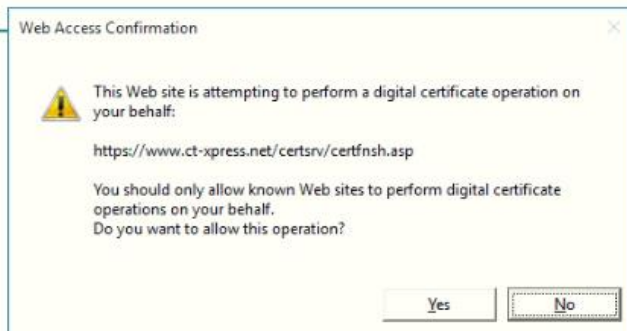 Web Access Confirmation
This Web site is attempting to perform a digital certificate operation on
your behalf:
https://www.ct-xpress.net/certsrv/certfnsh.asp
You should only allow known Web sites to perform digital certificate
operations on your behalf.
Do you want to allow this operation?
Yes No